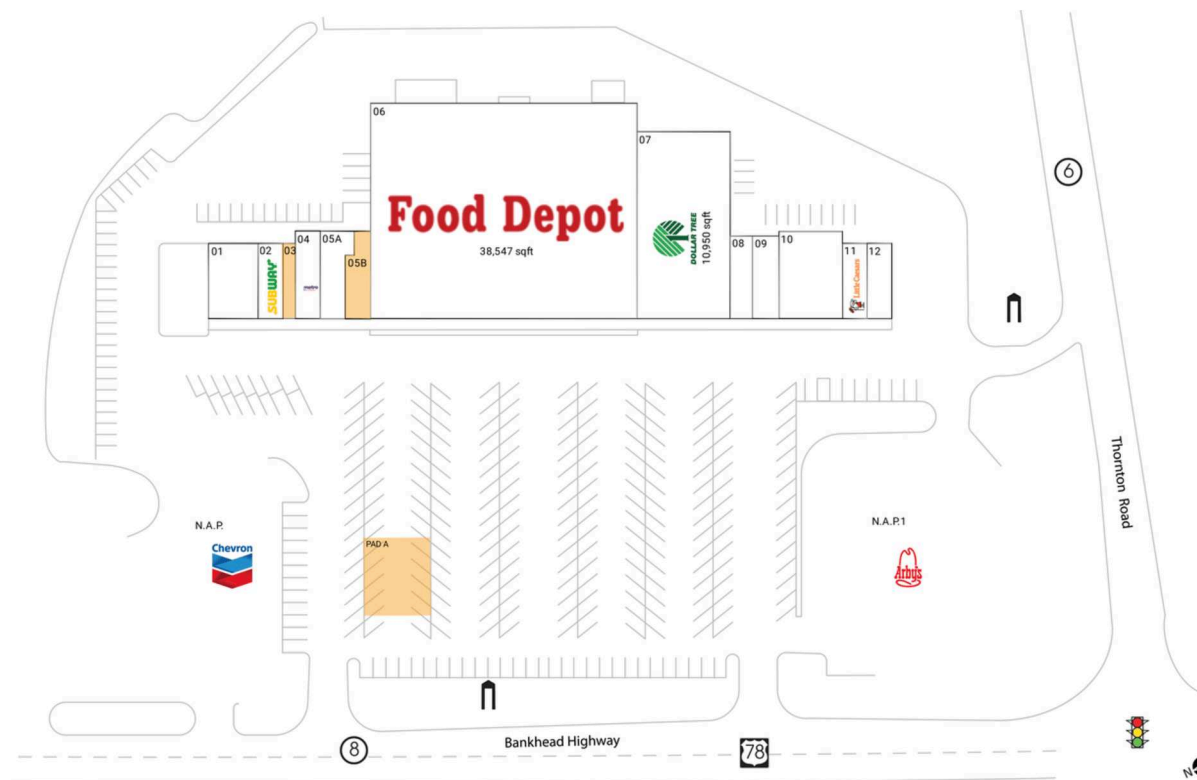 06
07
6
Food Depot
38,547 sqft
DOLLAR TREE
10,950 sqft
01
02
SUBWAY
03
04
metro
05A
05B
08
09
10
11
Little Caesars
12
Thornton Road
N.A.P.
Chevron
PAD A
N.A.P.1
Arby's
8
Bankhead Highway
78
N